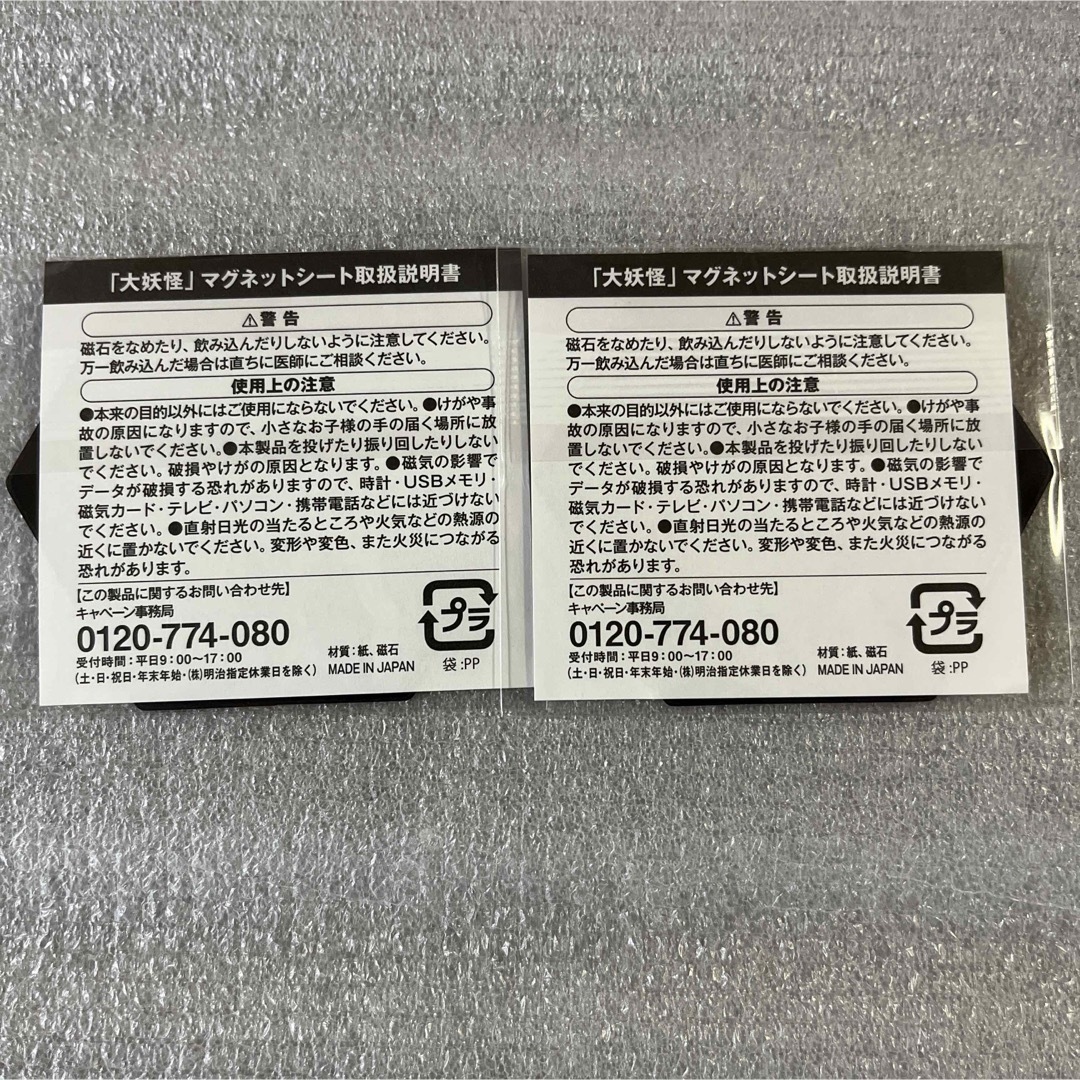 「大妖怪」マグネットシート取扱説明書
⚠警告
磁石をなめたり、飲み込んだりしないように注意してください。
万一飲み込んだ場合は直ちに医師にご相談ください。
使用上の注意
●本来の目的以外にはご使用にならないでください。●けがや事
故の原因になりますので、小さなお子様の手の届く場所に放
置しないでください。●本製品を投げたり振り回したりしない
でください。破損やけがの原因となります。●磁気の影響で
データが破損する恐れがありますので、時計・USBメモリ・
磁気カード・テレビ・パソコン・携帯電話などには近づけない
でください。●直射日光の当たるところや火気などの熱源の
近くに置かないでください。変形や変色、また火災につながる
恐れがあります。
【この製品に関するお問い合わせ先】
キャペーン事務局
0120-774-080
受付時間：平日9：00〜17：00
（土・日・祝日・年末年始・（株）明治指定休業日を除く）
材質：紙、磁石
MADE IN JAPAN
プラ
袋:PP
「大妖怪」マグネットシート取扱説明書
⚠警告
磁石をなめたり、飲み込んだりしないように注意してください。
万一飲み込んだ場合は直ちに医師にご相談ください。
使用上の注意
●本来の目的以外にはご使用にならないでください。●けがや事
故の原因になりますので、小さなお子様の手の届く場所に放
置しないでください。●本製品を投げたり振り回したりしない
でください。破損やけがの原因となります。●磁気の影響で
データが破損する恐れがありますので、時計・USBメモリ・
磁気カード・テレビ・パソコン・携帯電話などには近づけない
でください。●直射日光の当たるところや火気などの熱源の
近くに置かないでください。変形や変色、また火災につながる
恐れがあります。
【この製品に関するお問い合わせ先】
キャペーン事務局
0120-774-080
受付時間：平日9：00〜17：00
（土・日・祝日・年末年始・（株）明治指定休業日を除く）
材質：紙、磁石
MADE IN JAPAN
プラ
袋:PP